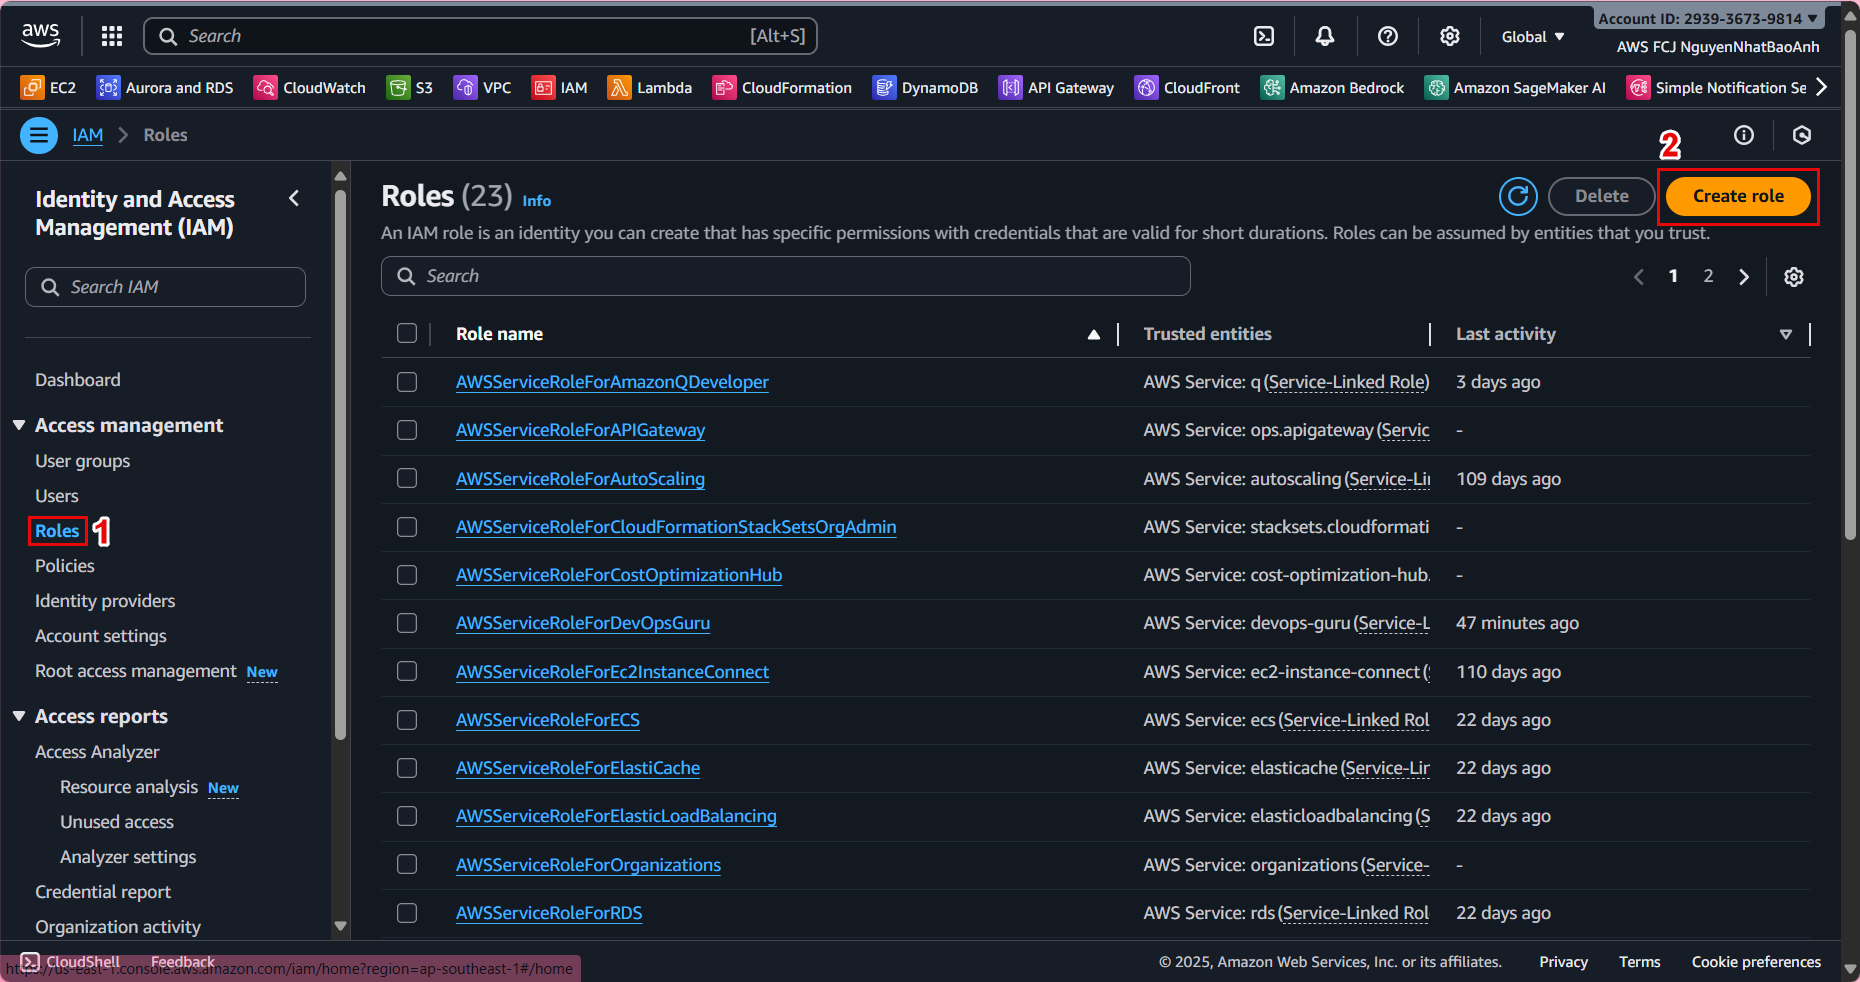 aws
Search [Alt+S]
Global
Account ID: 2939-3673-9814
AWS FCJ NguyenNhatBaoAnh
EC2 Aurora and RDS CloudWatch S3 VPC IAM Lambda CloudFormation DynamoDB API Gateway CloudFront Amazon Bedrock Amazon SageMaker AI Simple Notification Se
IAM Roles
2
Identity and Access
Management (IAM)
Search IAM
Dashboard
Access management
User groups
Users
Roles 1
Policies
Identity providers
Account settings
Root access management New
Access reports
Access Analyzer
Resource analysis New
Unused access
Analyzer settings
Credential report
Organization activity
Roles (23) Info
Delete
Create role
An IAM role is an identity you can create that has specific permissions with credentials that are valid for short durations. Roles can be assumed by entities that you trust.
Search
1 2
Role name Trusted entities Last activity
AWSServiceRoleForAmazonQDeveloper AWS Service: q (Service-Linked Role) 3 days ago
AWSServiceRoleForAPIGateway AWS Service: ops.apigateway (Servic -
AWSServiceRoleForAutoScaling AWS Service: autoscaling (Service-Li 109 days ago
AWSServiceRoleForCloudFormationStackSetsOrgAdmin AWS Service: stacksets.cloudformati -
AWSServiceRoleForCostOptimizationHub AWS Service: cost-optimization-hub. -
AWSServiceRoleForDevOpsGuru AWS Service: devops-guru (Service-L 47 minutes ago
AWSServiceRoleForEc2InstanceConnect AWS Service: ec2-instance-connect (S 110 days ago
AWSServiceRoleForECS AWS Service: ecs (Service-Linked Rol 22 days ago
AWSServiceRoleForElastiCache AWS Service: elasticache (Service-Lir 22 days ago
AWSServiceRoleForElasticLoadBalancing AWS Service: elasticloadbalancing (S 22 days ago
AWSServiceRoleForOrganizations AWS Service: organizations (Service- -
AWSServiceRoleForRDS AWS Service: rds (Service-Linked Rol 22 days ago
CloudShell Feedback
https://us-east-1.console.aws.amazon.com/iam/home?region=ap-southeast-1#/home
© 2025, Amazon Web Services, Inc. or its affiliates. Privacy Terms Cookie preferences